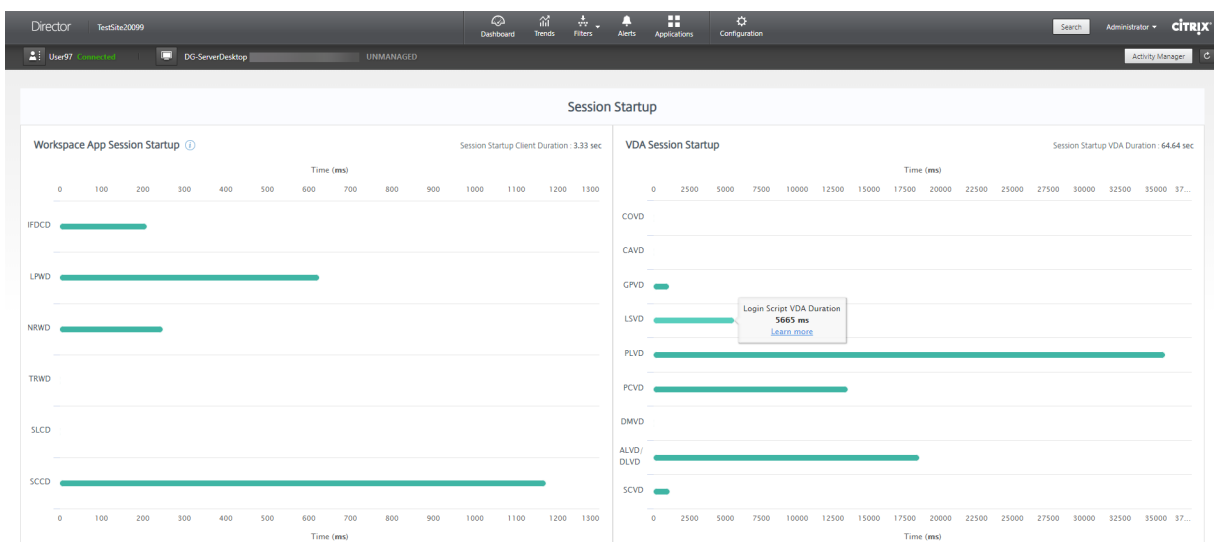 Director TestSite20099 Dashboard Trends Filters Alerts Applications Configuration Search Administrator CITRIX
User97 Connected DG-ServerDesktop UNMANAGED Activity Manager
Session Startup
Workspace App Session Startup i Session Startup Client Duration : 3.33 sec
Time (ms)
0 100 200 300 400 500 600 700 800 900 1000 1100 1200 1300
IFDCD
LPWD
NRWD
TRWD
SLCD
SCCD
0 100 200 300 400 500 600 700 800 900 1000 1100 1200 1300
Time (ms)
VDA Session Startup Session Startup VDA Duration : 64.64 sec
Time (ms)
0 2500 5000 7500 10000 12500 15000 17500 20000 22500 25000 27500 30000 32500 35000 37...
COVD
CAVD
GPVD
LSVD
Login Script VDA Duration
5665 ms
Learn more
PLVD
PCVD
DMVD
ALVD/
DLVD
SCVD
0 2500 5000 7500 10000 12500 15000 17500 20000 22500 25000 27500 30000 32500 35000 37...
Time (ms)